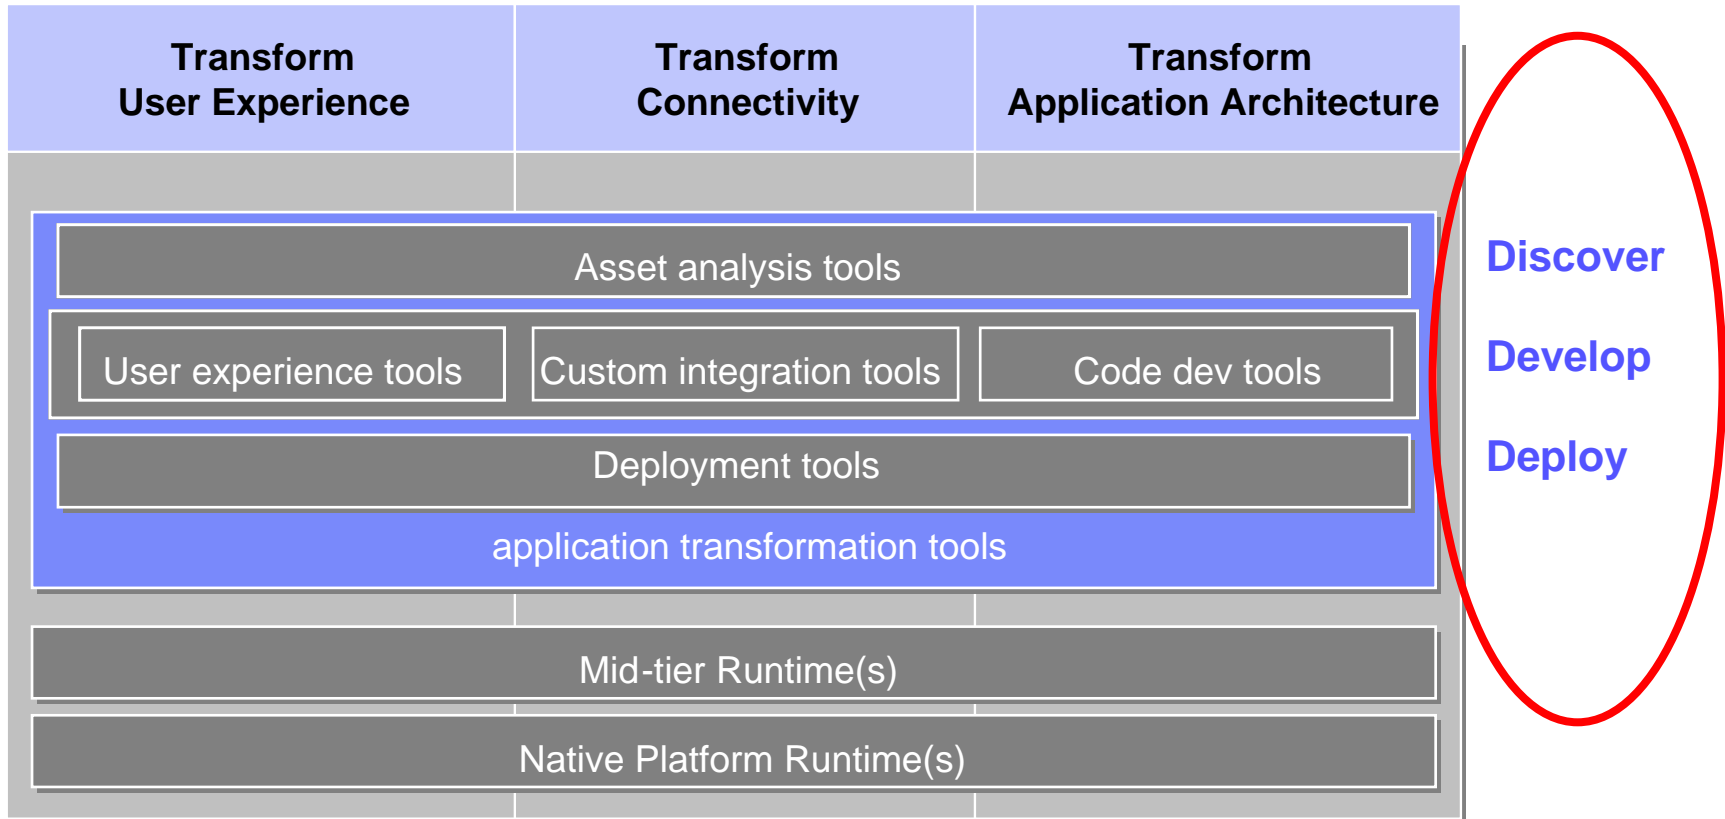 Transform
User Experience
Transform
Connectivity
Transform
Application Architecture
Asset analysis tools
Discover
User experience tools
Custom integration tools
Code dev tools
Develop
Deployment tools
Deploy
application transformation tools
Mid-tier Runtime(s)
Native Platform Runtime(s)